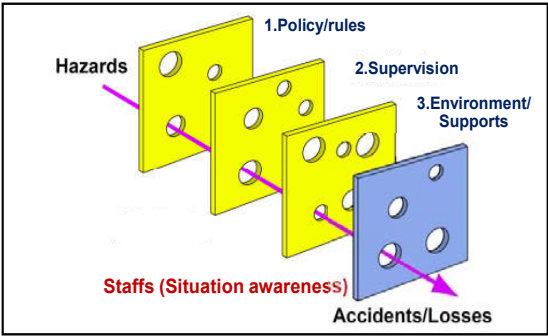 1.Policy/rules
Hazards
2.Supervision
3.Environment/
Supports
Staffs (Situation awareness)
Accidents/Losses